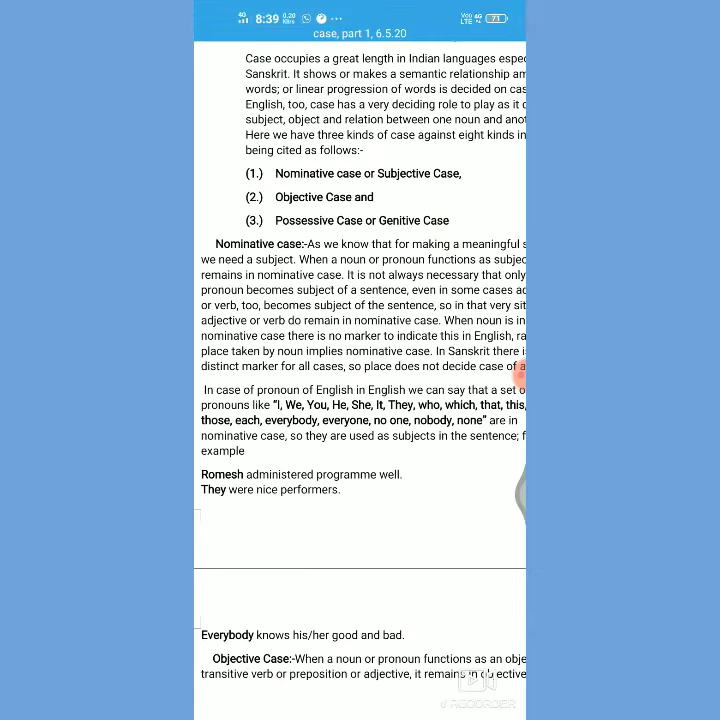 4G 8:39 0.20 KB/s ... Vo) LTE 4G 71
case, part 1, 6.5.20
Case occupies a great length in Indian languages espec
Sanskrit. It shows or makes a semantic relationship am
words; or linear progression of words is decided on cas
English, too, case has a very deciding role to play as it d
subject, object and relation between one noun and anot
Here we have three kinds of case against eight kinds in
being cited as follows:-
(1.) Nominative case or Subjective Case,
(2.) Objective Case and
(3.) Possessive Case or Genitive Case
Nominative case:-As we know that for making a meaningful s
we need a subject. When a noun or pronoun functions as subjec
remains in nominative case. It is not always necessary that only
pronoun becomes subject of a sentence, even in some cases ad
or verb, too, becomes subject of the sentence, so in that very sit
adjective or verb do remain in nominative case. When noun is in
nominative case there is no marker to indicate this in English, ra
place taken by noun implies nominative case. In Sanskrit there i
distinct marker for all cases, so place does not decide case of a
In case of pronoun of English in English we can say that a set o
pronouns like “I, We, You, He, She, It, They, who, which, that, this,
those, each, everybody, everyone, no one, nobody, none” are in
nominative case, so they are used as subjects in the sentence; f
example
Romesh administered programme well.
They were nice performers.
Everybody knows his/her good and bad.
Objective Case:-When a noun or pronoun functions as an obje
transitive verb or preposition or adjective, it remains in objective
RECORDER